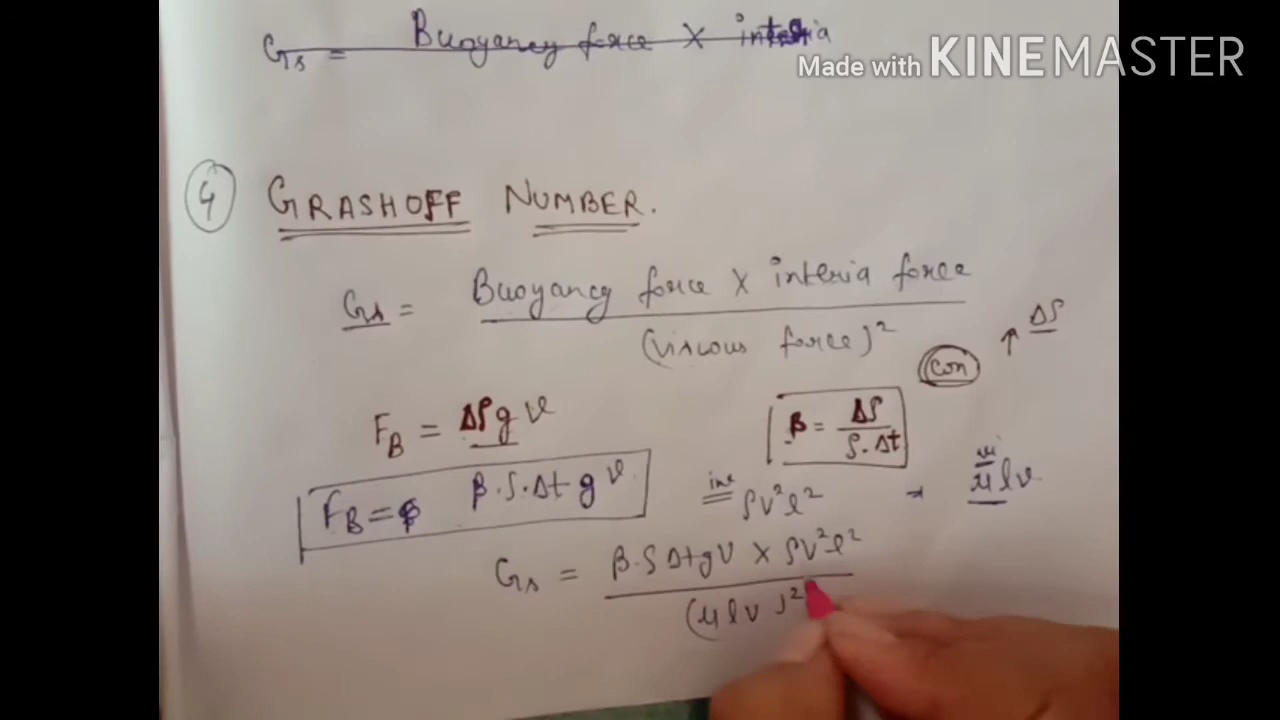 Gr = Buoyancy force × interia
Made with KINEMASTER
4 GRASHOFF NUMBER.
Gr = Buoyancy force × interia force
(viscous force)²
con ↑ Δρ
F_B = Δρ g v
β = Δρ / ρ·Δt
F_B = β·ρ·Δt g v
ine ρv²l² → vi μlv
Gr = β·ρ Δt g v × ρv²l²
(μ l v)²